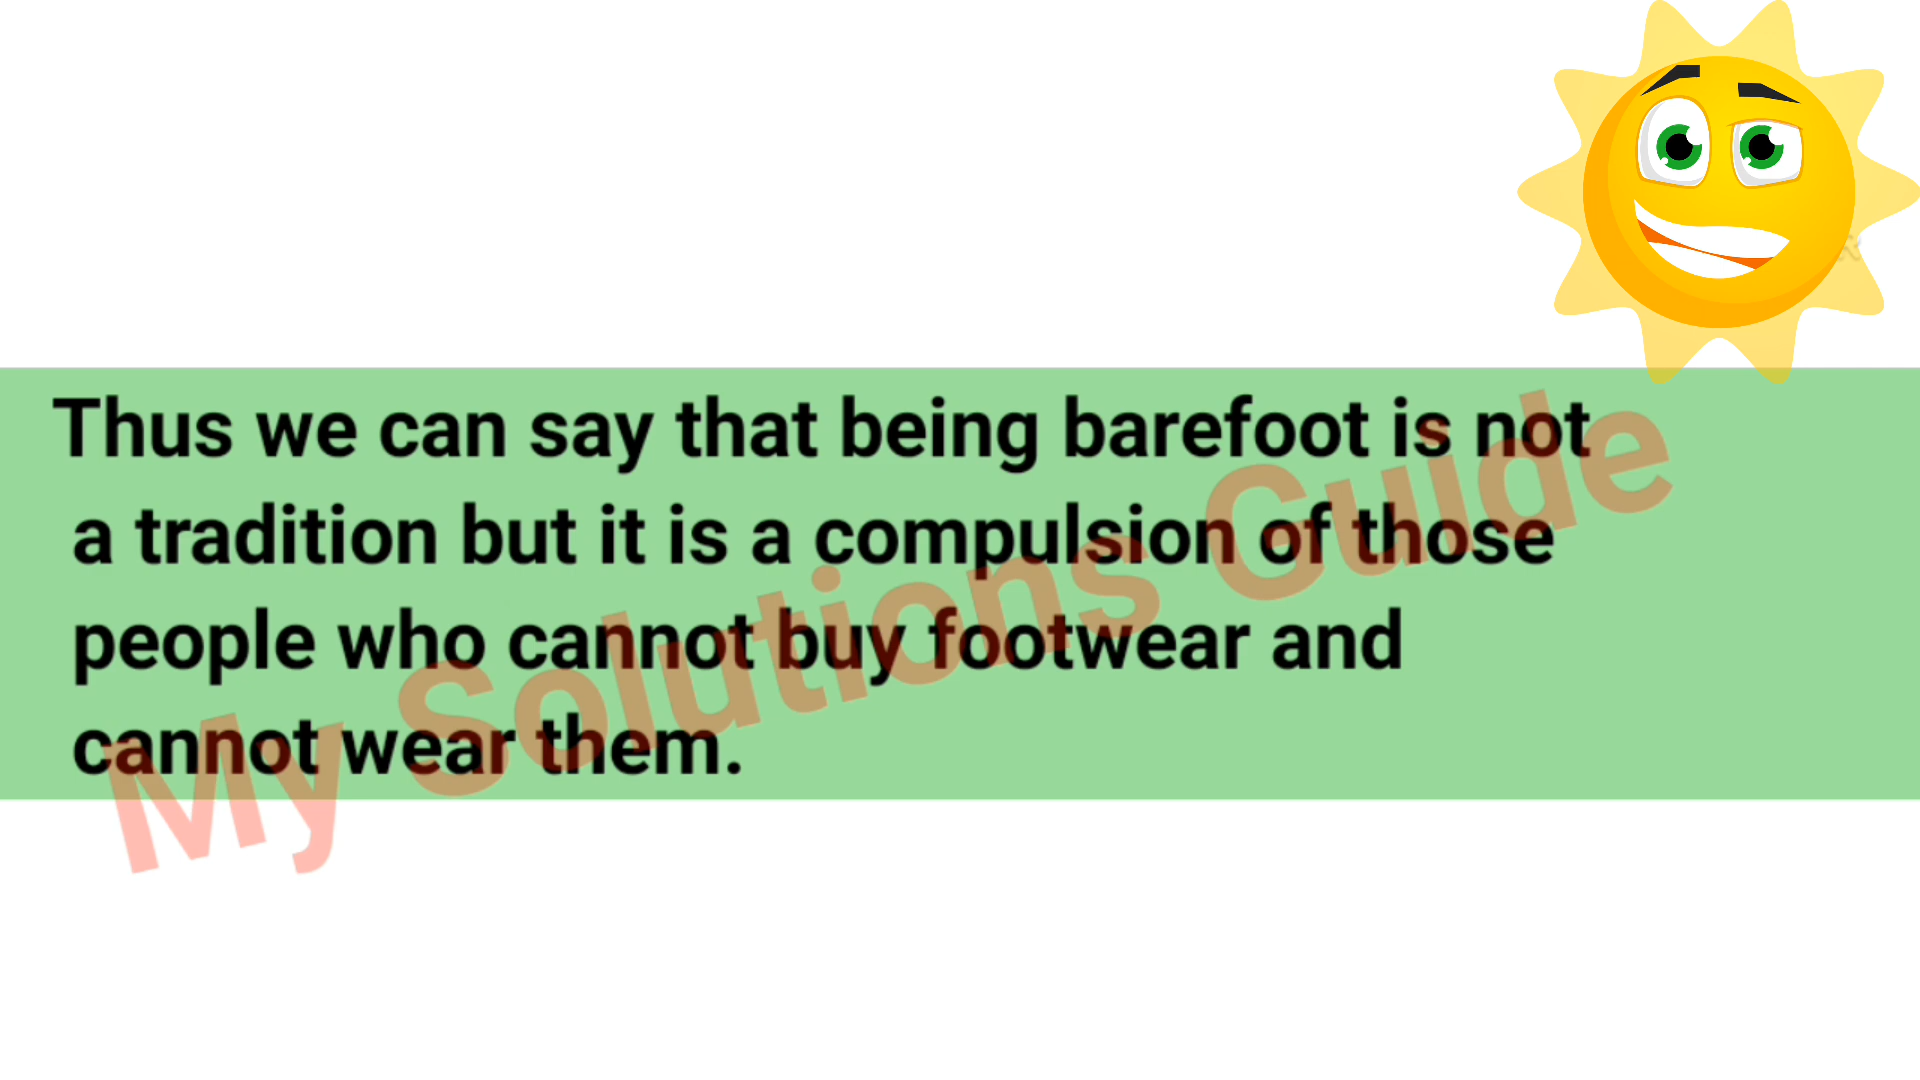 Thus we can say that being barefoot is not
a tradition but it is a compulsion of those
people who cannot buy footwear and
cannot wear them.
My Solutions Guide